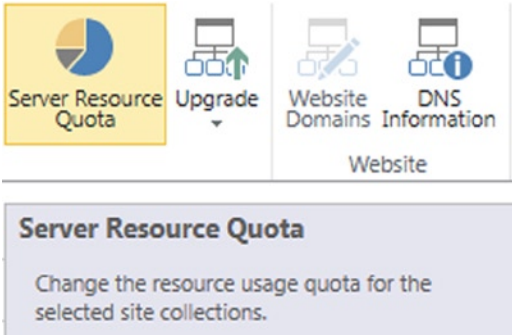 Server Resource Quota
Upgrade
Website Domains
DNS Information
Website
Server Resource Quota
Change the resource usage quota for the
selected site collections.